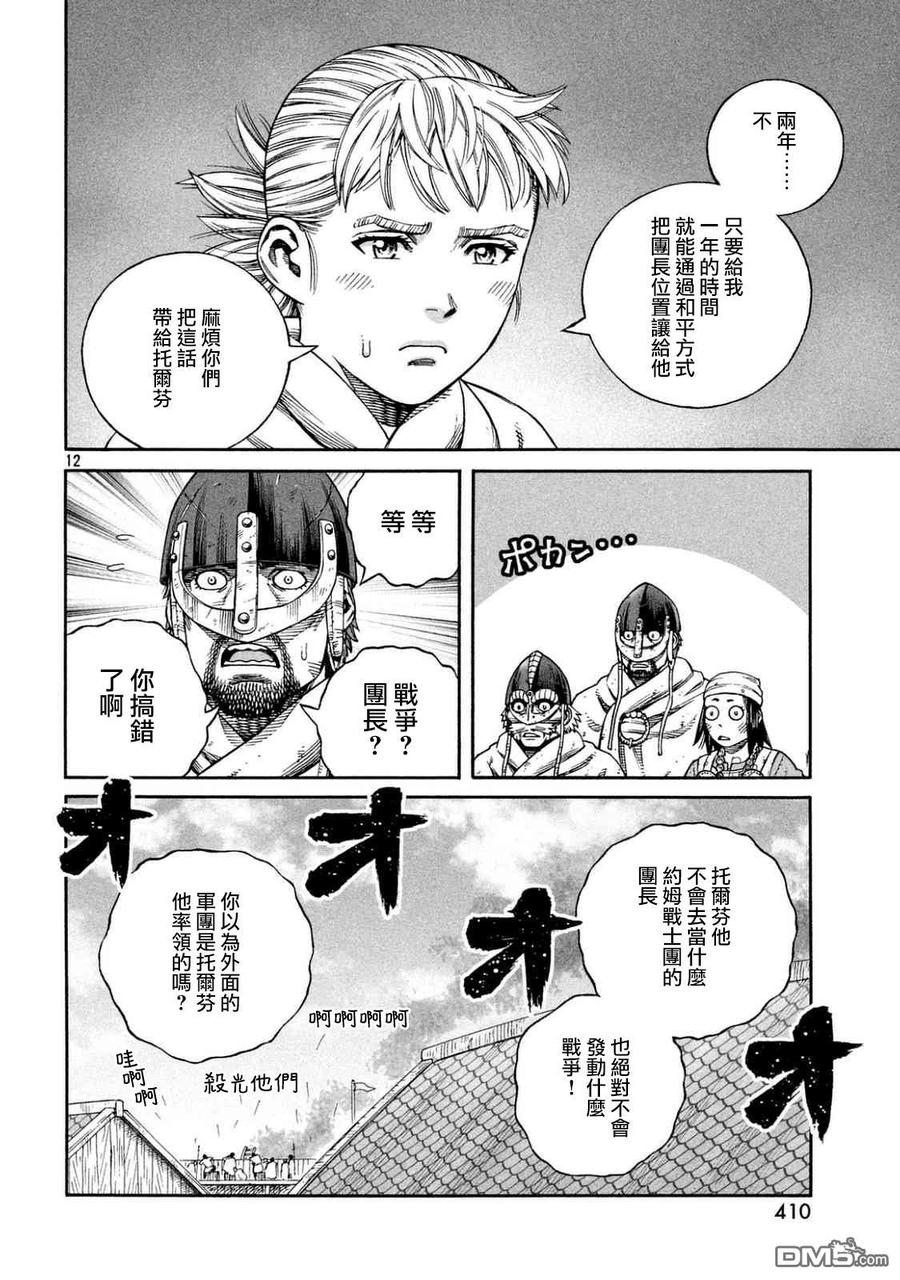 兩年……
不
只要給我
一年的時間
就能通過和平方式
把團長位置讓給他
麻煩你們
把這話
帶給托爾芬
12
ポカン…
等等
戰爭?
團長?
你搞錯
了啊
オ
オ
オ
オ
托爾芬他
不會去當什麼
約姆戰士團的
團長
也絕對不會
發動什麼
戰爭!
你以為外面的
軍團是托爾芬
他率領的嗎?
啊啊啊啊
殺光他們
哇
啊
啊
410
DM5.com